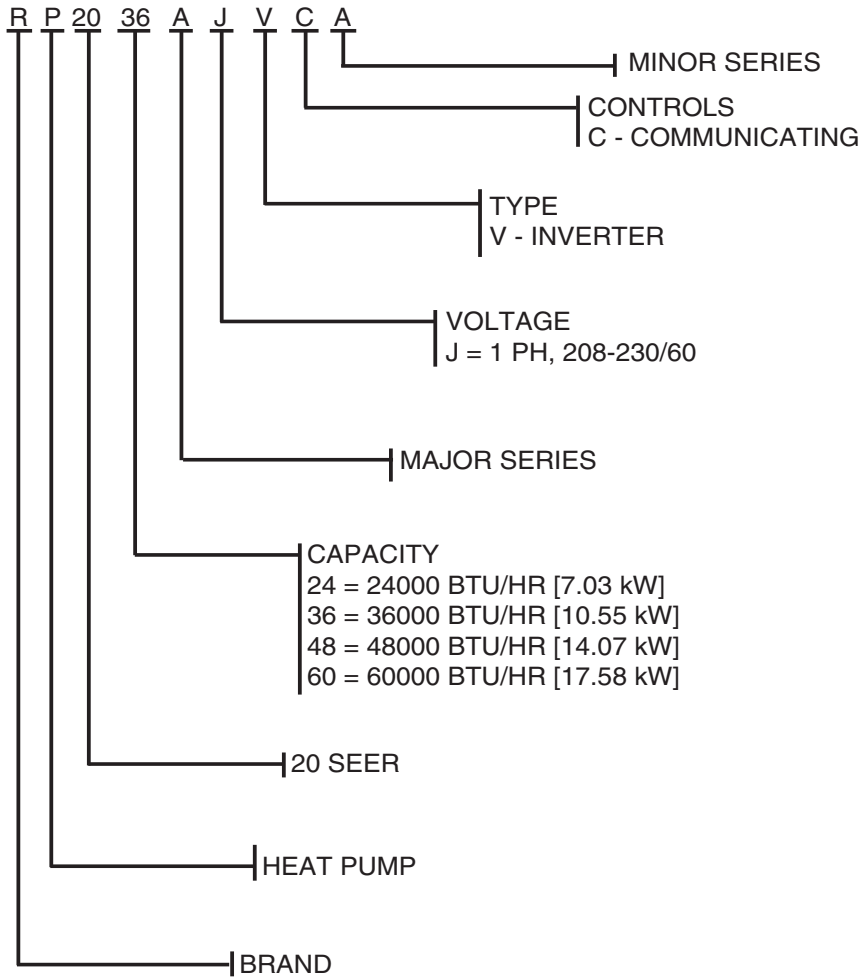 R P 20 36 A J V C A
MINOR SERIES
CONTROLS
C - COMMUNICATING
TYPE
V - INVERTER
VOLTAGE
J = 1 PH, 208-230/60
MAJOR SERIES
CAPACITY
24 = 24000 BTU/HR [7.03 kW]
36 = 36000 BTU/HR [10.55 kW]
48 = 48000 BTU/HR [14.07 kW]
60 = 60000 BTU/HR [17.58 kW]
20 SEER
HEAT PUMP
BRAND